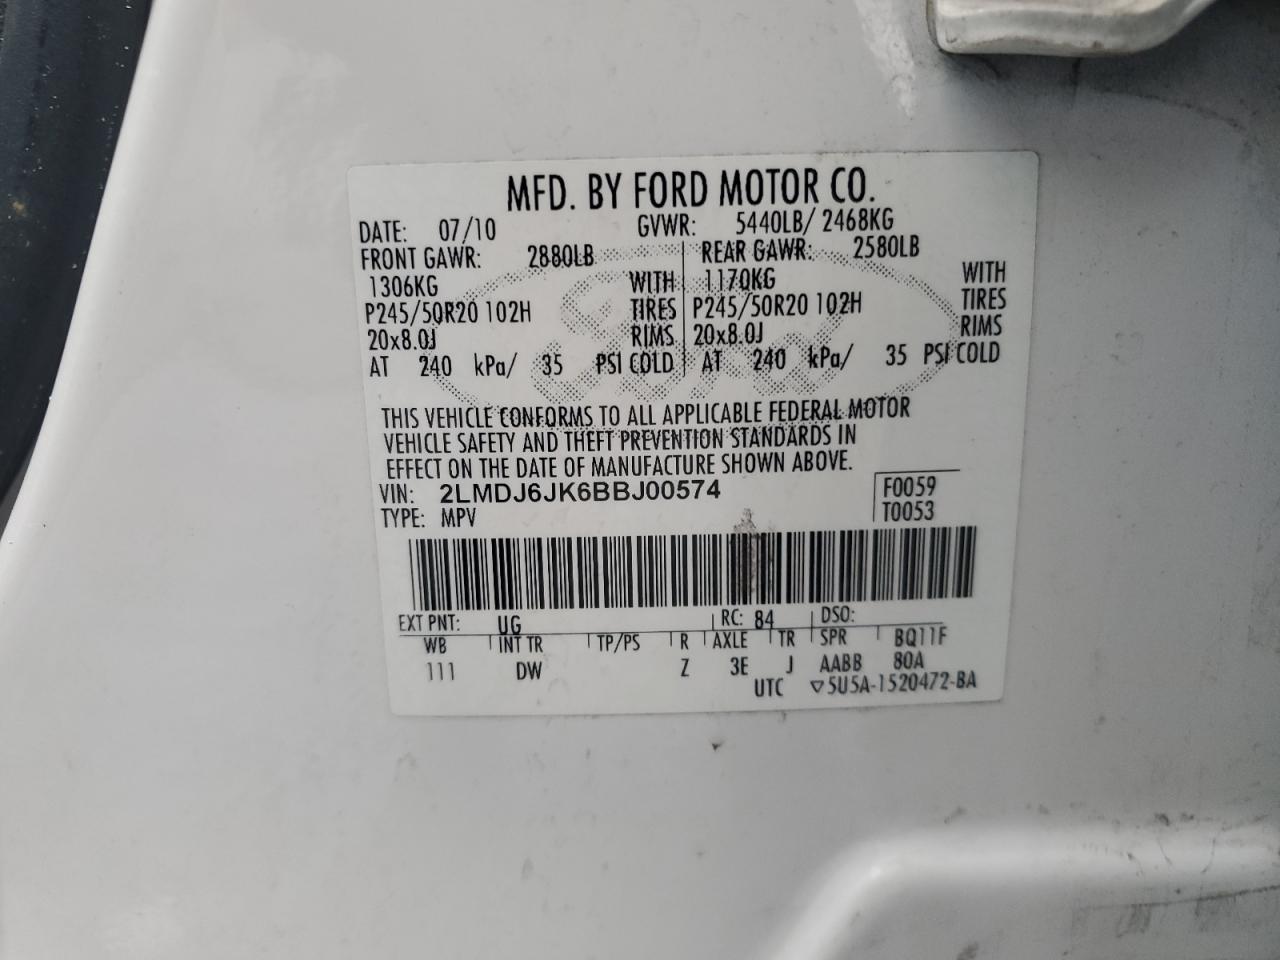 MFD. BY FORD MOTOR CO.
DATE: 07/10 GVWR: 5440LB/ 2468KG
FRONT GAWR: 2880LB REAR GAWR: 2580LB
1306KG WITH 1170KG WITH
P245/50R20 102H TIRES P245/50R20 102H TIRES
20x8.0J RIMS 20x8.0J RIMS
AT 240 kPa/ 35 PSI COLD AT 240 kPa/ 35 PSI COLD
THIS VEHICLE CONFORMS TO ALL APPLICABLE FEDERAL MOTOR
VEHICLE SAFETY AND THEFT PREVENTION STANDARDS IN
EFFECT ON THE DATE OF MANUFACTURE SHOWN ABOVE.
VIN: 2LMDJ6JK6BBJ00574 F0059
TYPE: MPV T0053
EXT PNT: UG RC: 84 DSO:
WB INT TR TP/PS R AXLE TR SPR BQ11F
111 DW Z 3E J AABB 80A
UTC ▽5U5A-1520472-BA